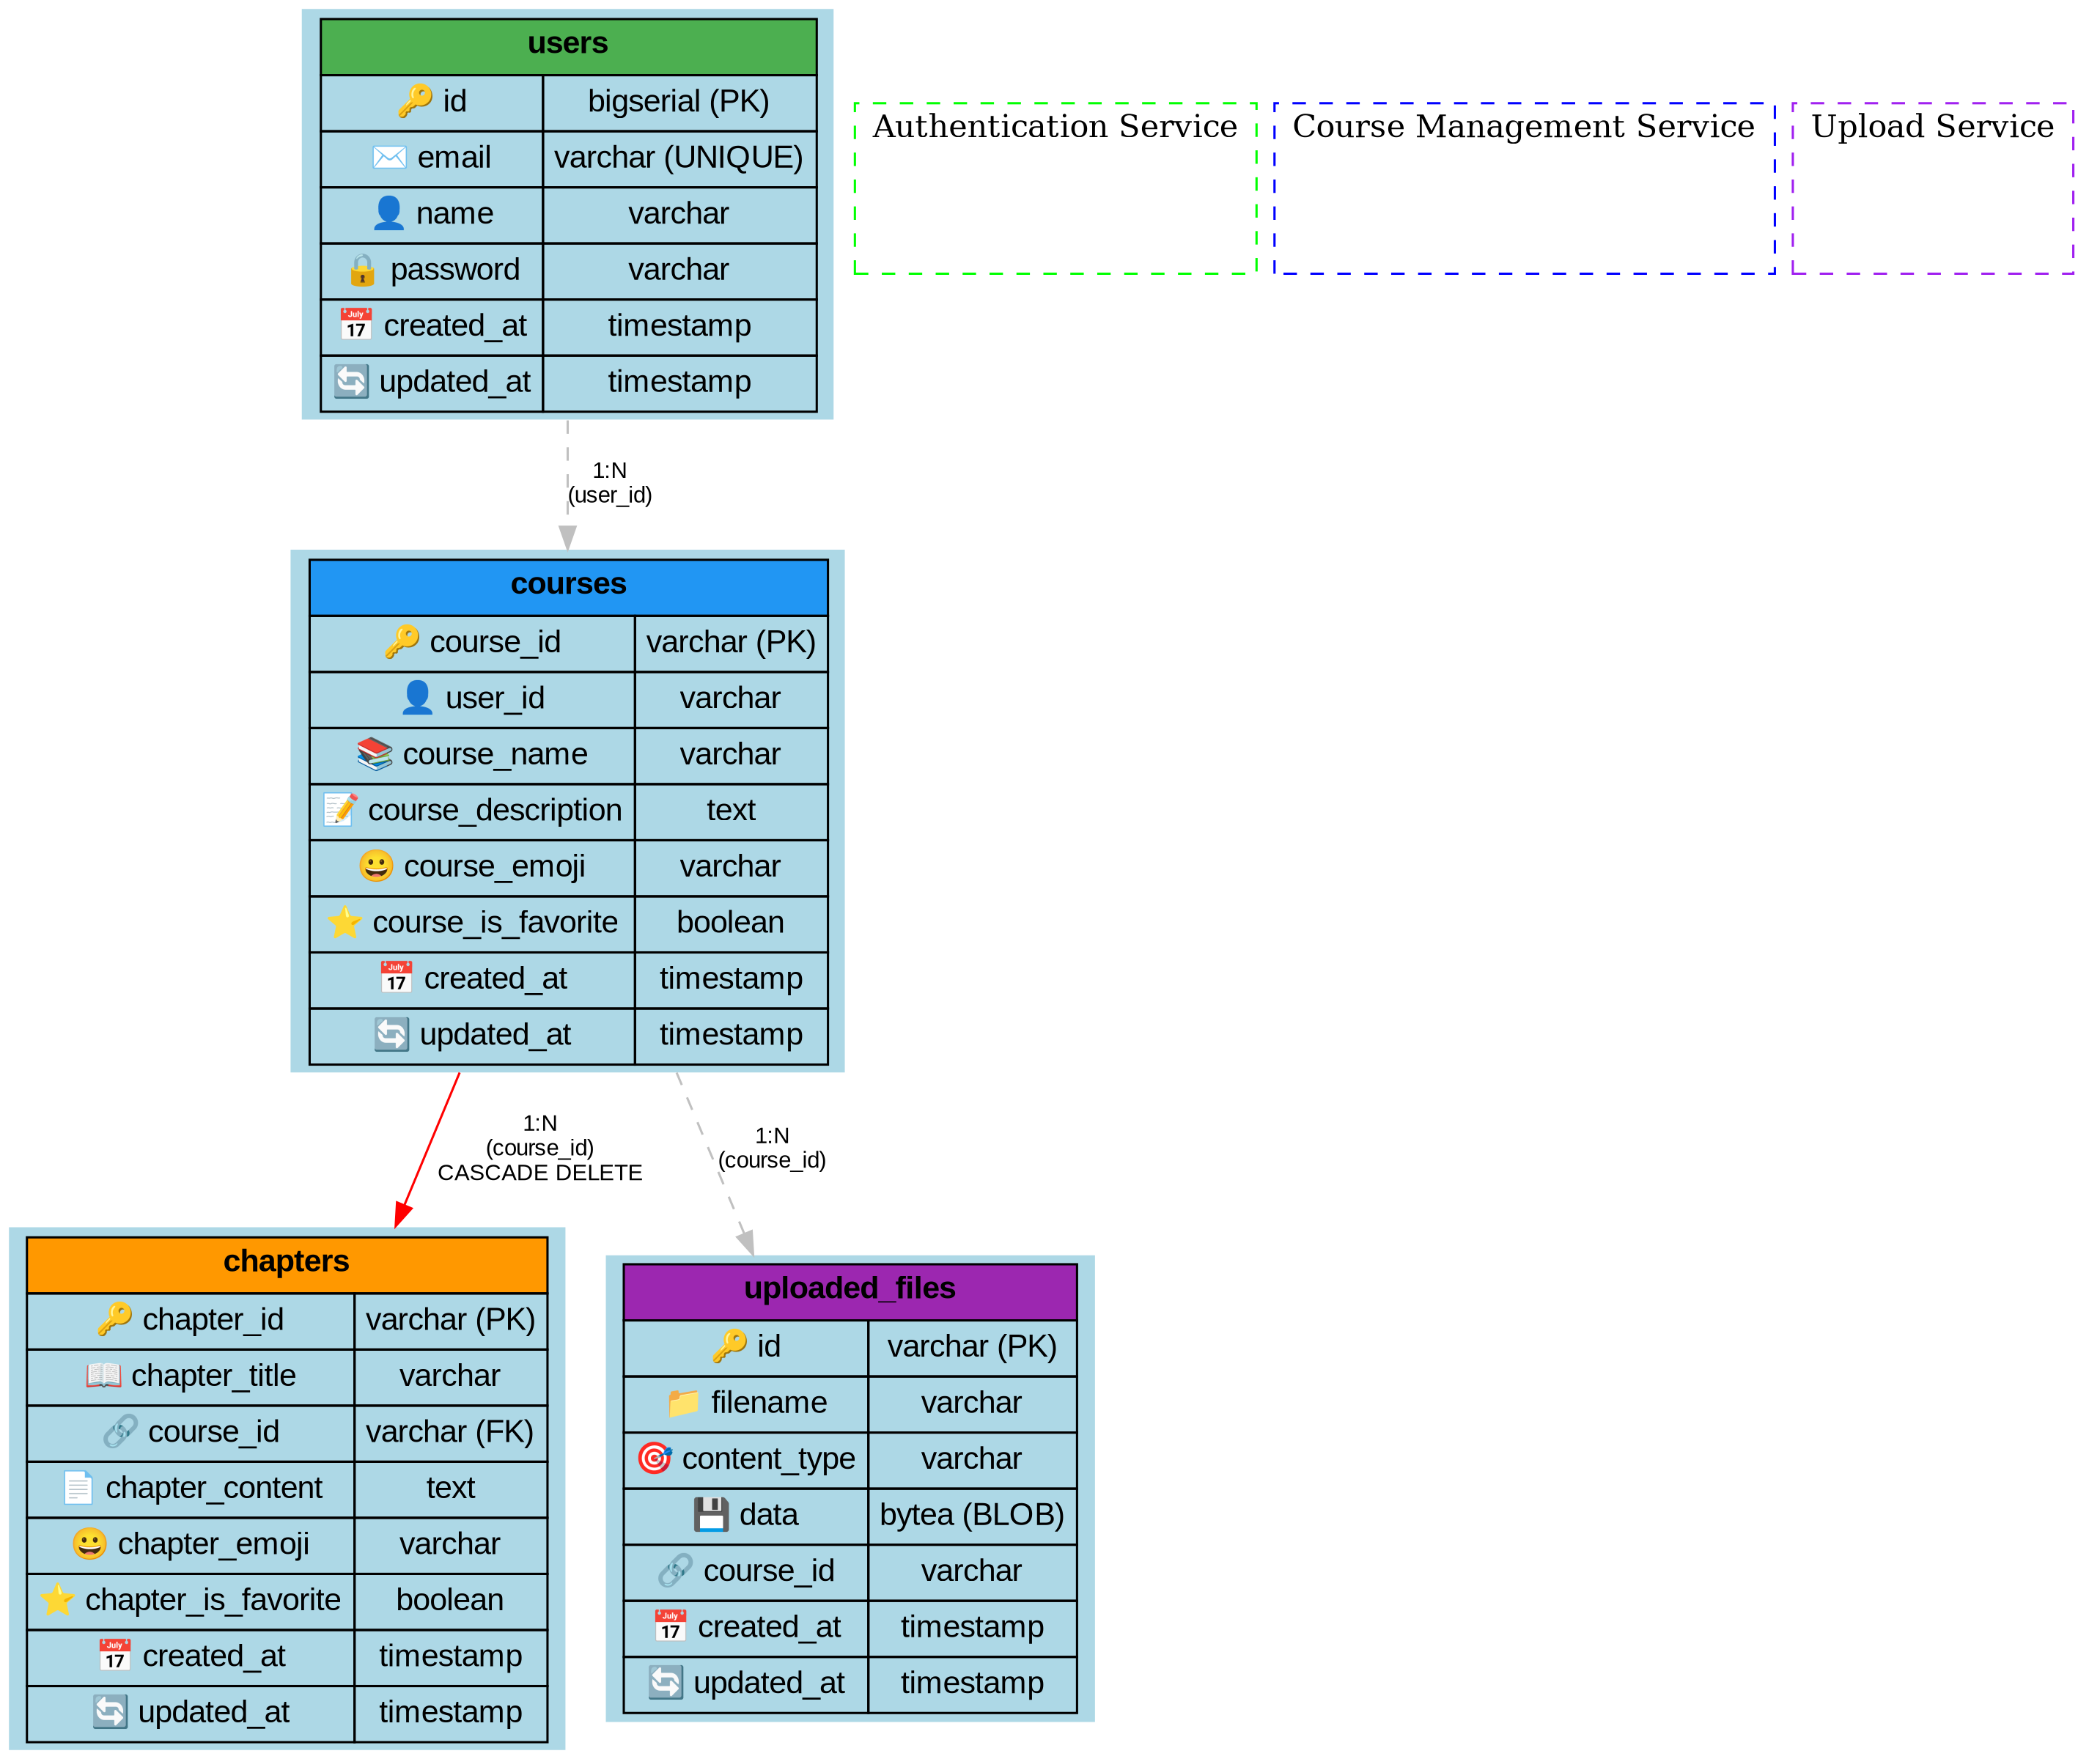 users
🔑 id bigserial (PK)
✉️ email varchar (UNIQUE)
👤 name varchar
🔒 password varchar
📅 created_at timestamp
🔄 updated_at timestamp
Authentication Service
Course Management Service
Upload Service
1:N
(user_id)
courses
🔑 course_id varchar (PK)
👤 user_id varchar
📚 course_name varchar
📝 course_description text
😀 course_emoji varchar
⭐ course_is_favorite boolean
📅 created_at timestamp
🔄 updated_at timestamp
1:N
(course_id)
CASCADE DELETE
1:N
(course_id)
chapters
🔑 chapter_id varchar (PK)
📖 chapter_title varchar
🔗 course_id varchar (FK)
📄 chapter_content text
😀 chapter_emoji varchar
⭐ chapter_is_favorite boolean
📅 created_at timestamp
🔄 updated_at timestamp
uploaded_files
🔑 id varchar (PK)
📁 filename varchar
🎯 content_type varchar
💾 data bytea (BLOB)
🔗 course_id varchar
📅 created_at timestamp
🔄 updated_at timestamp